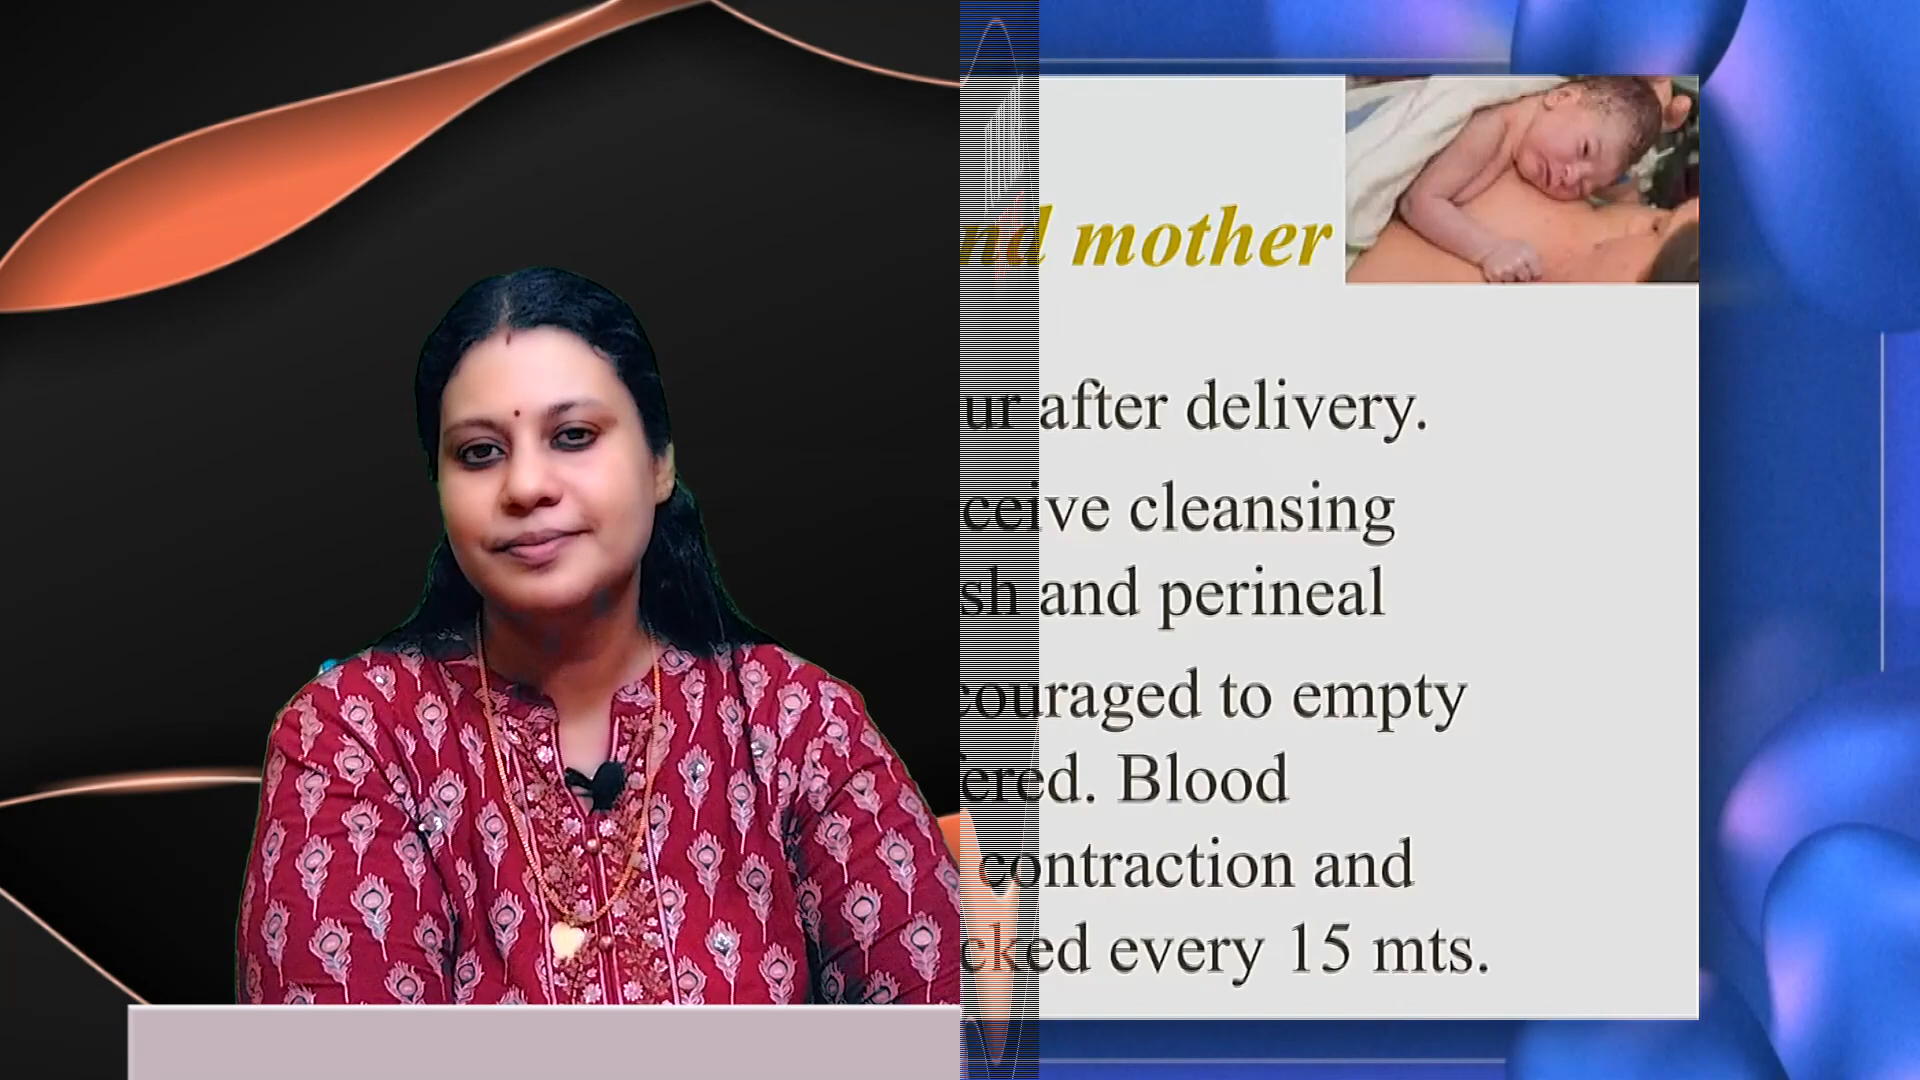 nd mother
ur after delivery.
ceive cleansing
sh and perineal
couraged to empty
fered. Blood
contraction and
cked every 15 mts.